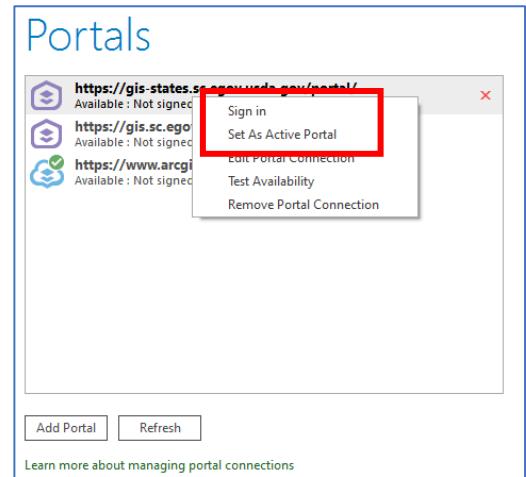 Portals
https://gis-states.sc.egov.usda.gov/portal/
Available : Not signed
https://gis.sc.ego
Available : Not signed
https://www.arcgi
Available : Not signed
Sign in
Set As Active Portal
Edit Portal Connection
Test Availability
Remove Portal Connection
Add Portal
Refresh
Learn more about managing portal connections